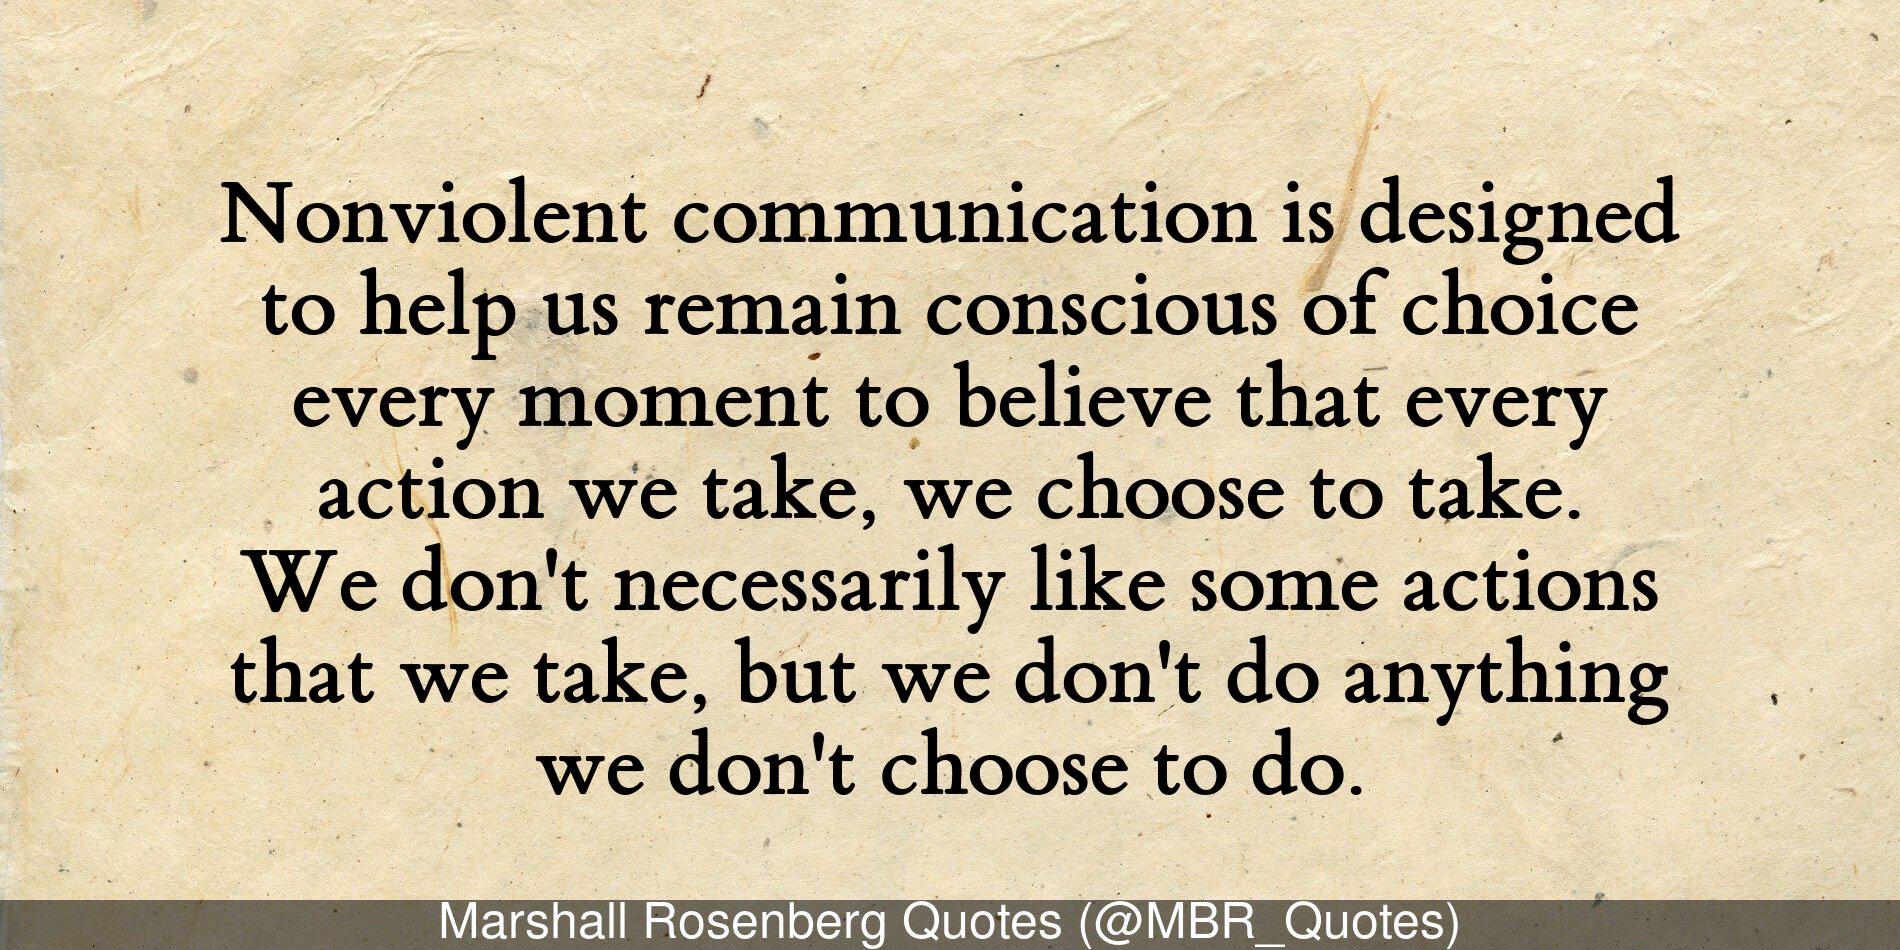 Nonviolent communication is designed
to help us remain conscious of choice
every moment to believe that every
action we take, we choose to take.
We don't necessarily like some actions
that we take, but we don't do anything
we don't choose to do.
Marshall Rosenberg Quotes (@MBR_Quotes)